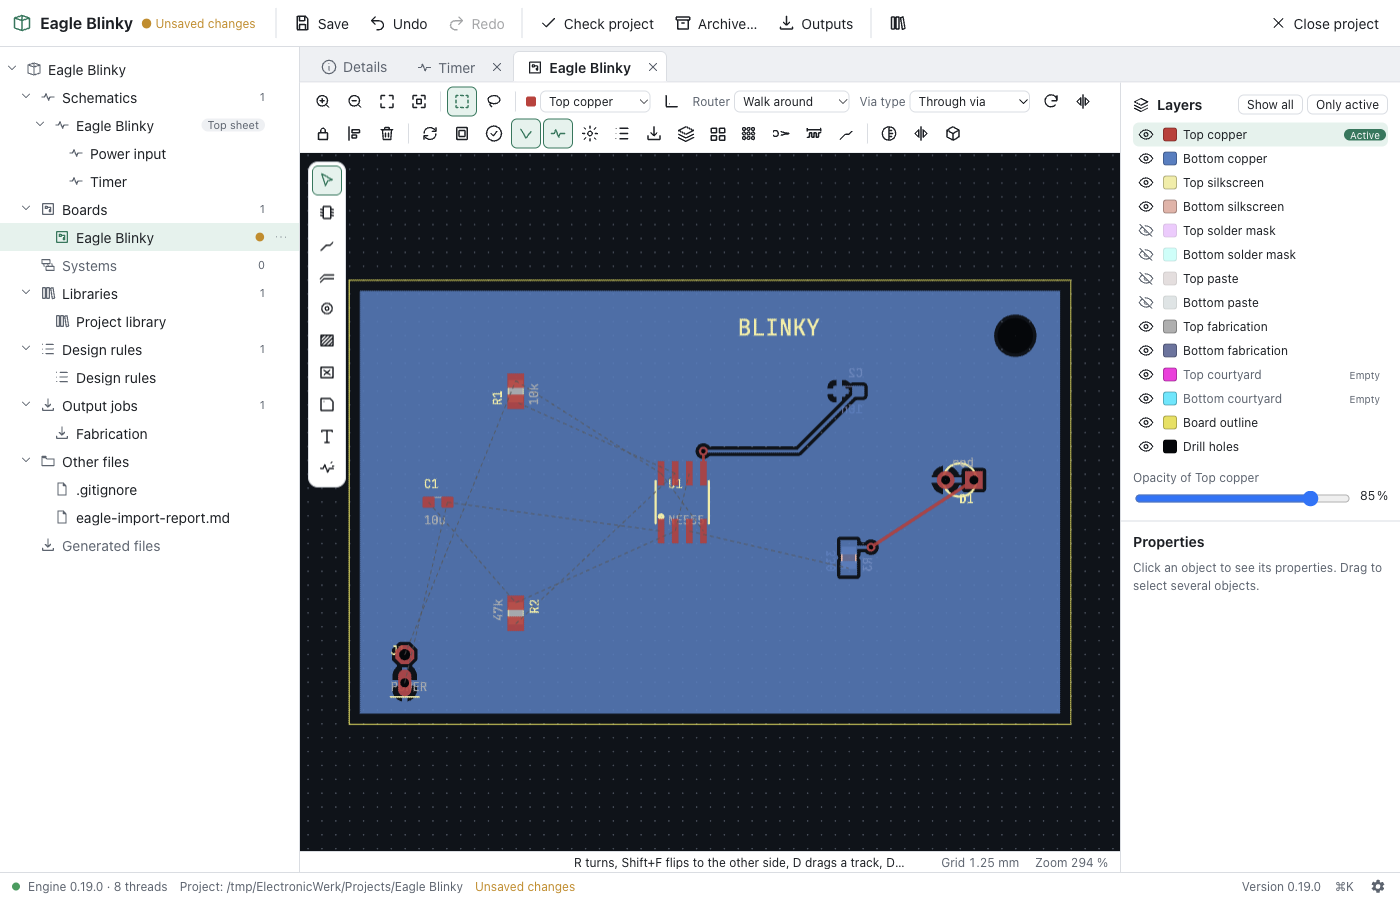 Eagle Blinky
Unsaved changes
Save
Undo
Redo
Check project
Archive...
Outputs
Close project
Eagle Blinky
Schematics 1
Eagle Blinky Top sheet
Power input
Timer
Boards 1
Eagle Blinky ...
Systems 0
Libraries 1
Project library
Design rules 1
Design rules
Output jobs 1
Fabrication
Other files
.gitignore
eagle-import-report.md
Generated files
Details
Timer
Eagle Blinky
Top copper
Router
Walk around
Via type
Through via
BLINKY
R1
10k
C2
C1
10u
U1
red
D1
47k
R2
Layers
Show all
Only active
Top copper Active
Bottom copper
Top silkscreen
Bottom silkscreen
Top solder mask
Bottom solder mask
Top paste
Bottom paste
Top fabrication
Bottom fabrication
Top courtyard Empty
Bottom courtyard Empty
Board outline
Drill holes
Opacity of Top copper
85 %
Properties
Click an object to see its properties. Drag to
select several objects.
R turns, Shift+F flips to the other side, D drags a track, D...
Grid 1.25 mm
Zoom 294 %
Engine 0.19.0 · 8 threads
Project: /tmp/ElectronicWerk/Projects/Eagle Blinky
Unsaved changes
Version 0.19.0
⌘K